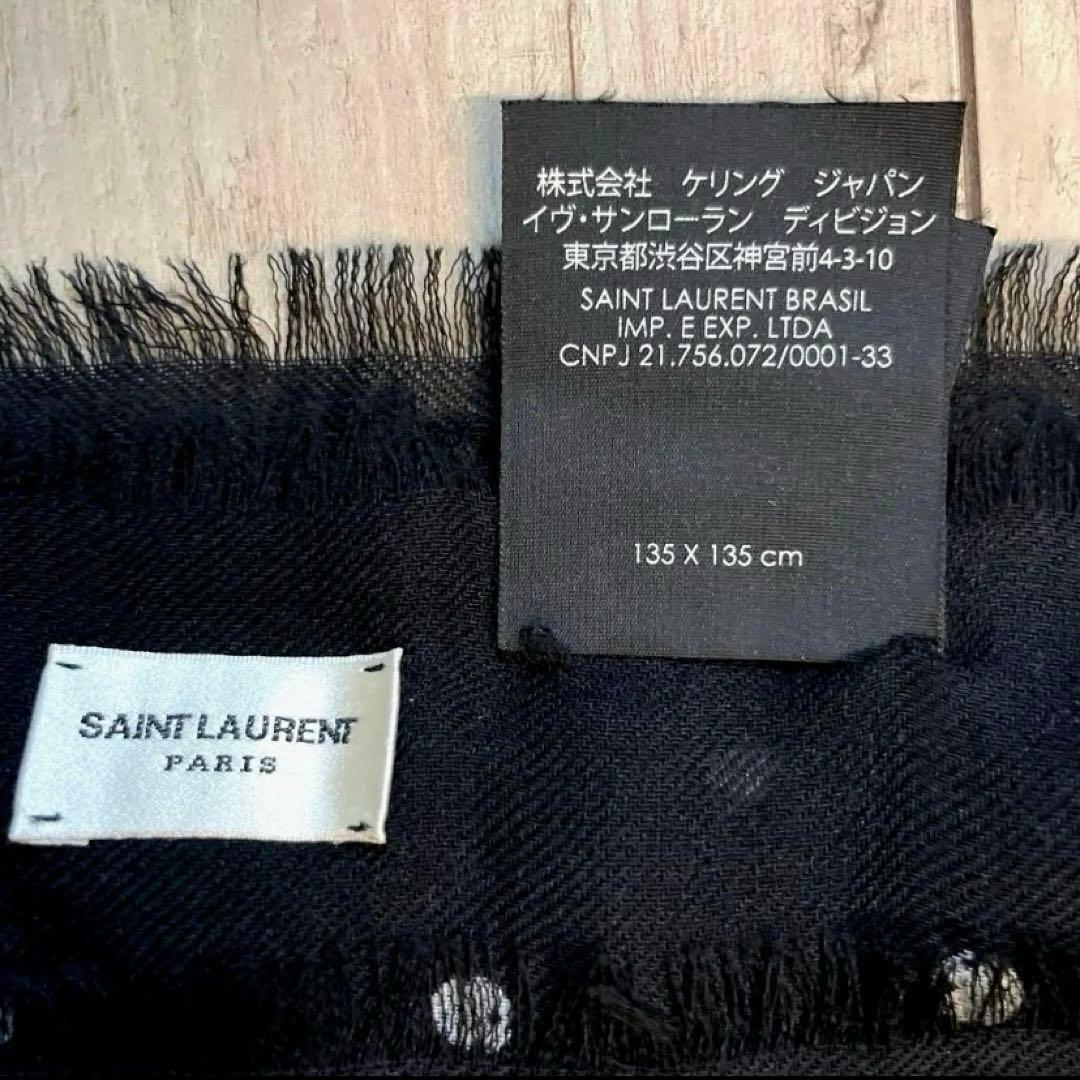 株式会社 ケリング ジャパン
イヴ・サンローラン ディビジョン
東京都渋谷区神宮前4-3-10
SAINT LAURENT BRASIL
IMP. E EXP. LTDA
CNPJ 21.756.072/0001-33
135 X 135 cm
SAINT LAURENT
PARIS